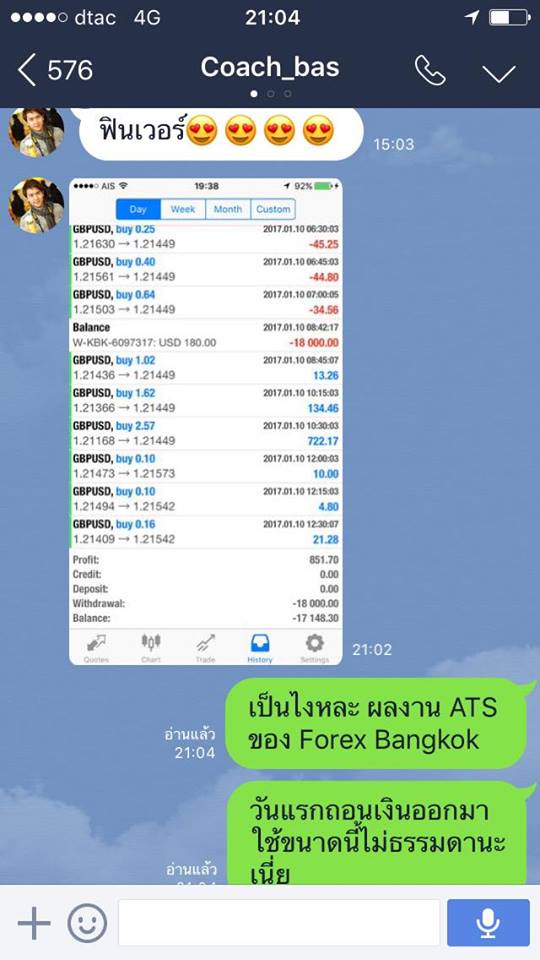 dtac 4G 21:04
576 Coach_bas
ฟินเวอร์😍😍😍😍
15:03
AIS 19:38 92%
Day Week Month Custom
GBPUSD, buy 0.25 2017.01.10 06:30:03
1.21630 → 1.21449 -45.25
GBPUSD, buy 0.40 2017.01.10 06:45:03
1.21561 → 1.21449 -44.80
GBPUSD, buy 0.64 2017.01.10 07:00:05
1.21503 → 1.21449 -34.56
Balance 2017.01.10 08:42:17
W-KBK-6097317: USD 180.00 -18 000.00
GBPUSD, buy 1.02 2017.01.10 08:45:07
1.21436 → 1.21449 13.26
GBPUSD, buy 1.62 2017.01.10 10:15:03
1.21366 → 1.21449 134.46
GBPUSD, buy 2.57 2017.01.10 10:30:03
1.21168 → 1.21449 722.17
GBPUSD, buy 0.10 2017.01.10 12:00:03
1.21473 → 1.21573 10.00
GBPUSD, buy 0.10 2017.01.10 12:15:03
1.21494 → 1.21542 4.80
GBPUSD, buy 0.16 2017.01.10 12:30:07
1.21409 → 1.21542 21.28
Profit: 851.70
Credit: 0.00
Deposit: 0.00
Withdrawal: -18 000.00
Balance: -17 148.30
Quotes Chart Trade History Settings
21:02
เป็นไงหละ ผลงาน ATS
ของ Forex Bangkok
อ่านแล้ว
21:04
วันแรกถอนเงินออกมา
ใช้ขนาดนี้ไม่ธรรมดานะ
เนี่ย
อ่านแล้ว